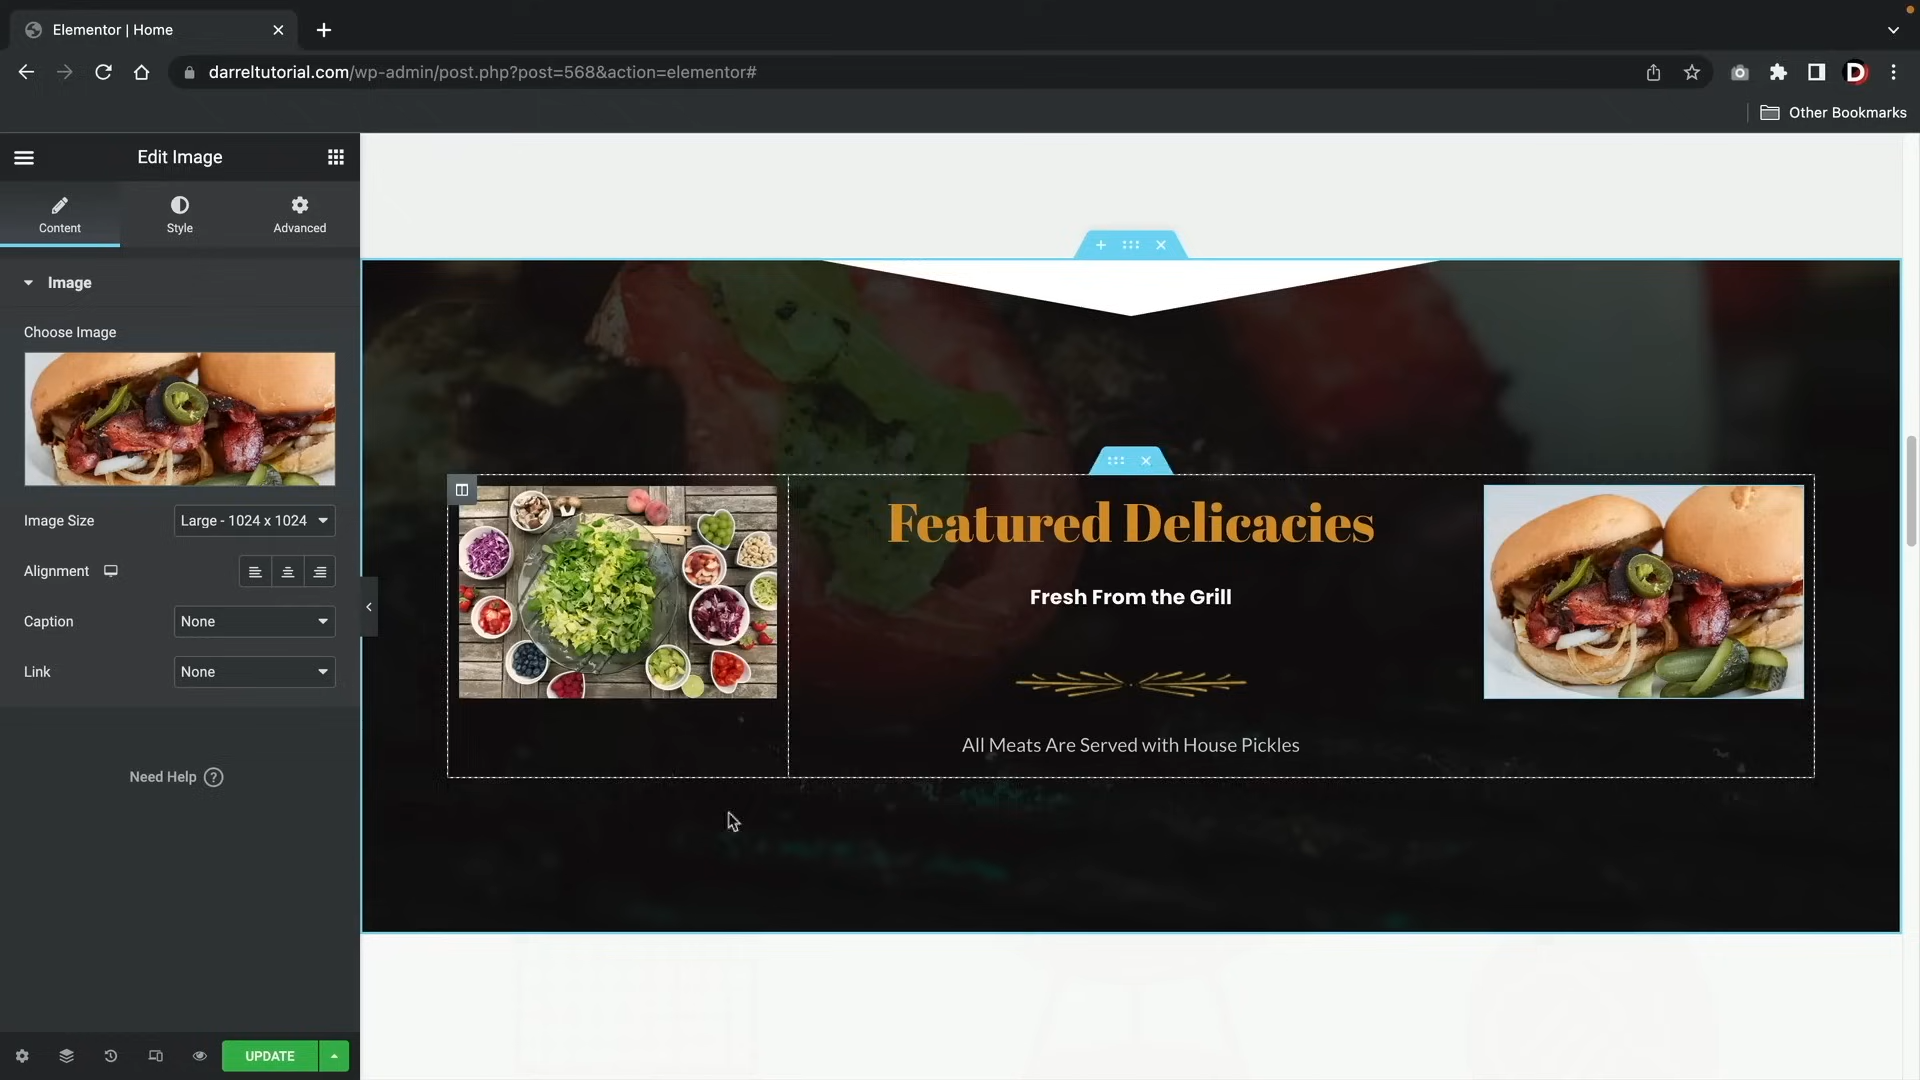 Elementor | Home
darreltutorial.com/wp-admin/post.php?post=568&action=elementor#
Other Bookmarks
Edit Image
Content
Style
Advanced
Image
Choose Image
Image Size
Large - 1024 x 1024
Alignment
Caption
None
Link
None
Need Help ?
UPDATE
Featured Delicacies
Fresh From the Grill
All Meats Are Served with House Pickles